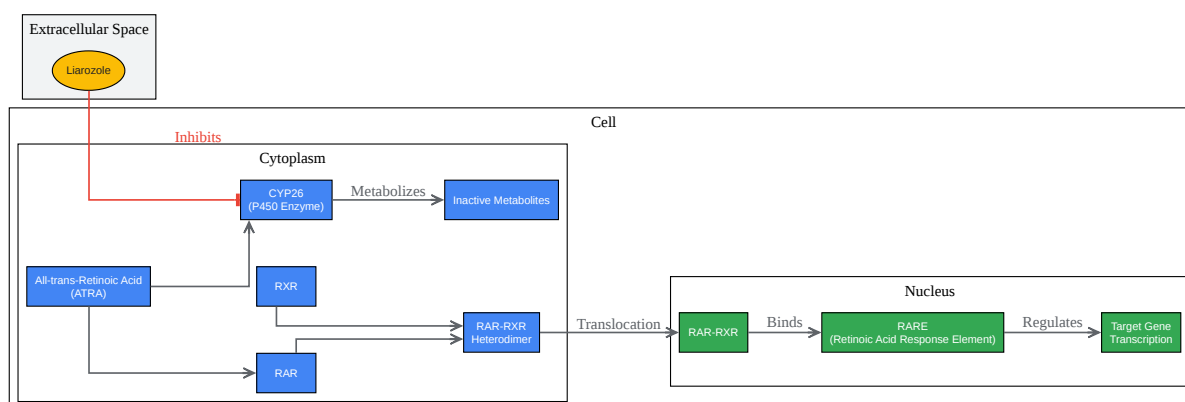 Extracellular Space
Liarozole
Cell
Inhibits
Cytoplasm
CYP26
(P450 Enzyme)
Metabolizes
Inactive Metabolites
All-trans-Retinoic Acid
(ATRA)
RXR
RAR-RXR
Heterodimer
RAR
Translocation
Nucleus
RAR-RXR
Binds
RARE
(Retinoic Acid Response Element)
Regulates
Target Gene
Transcription